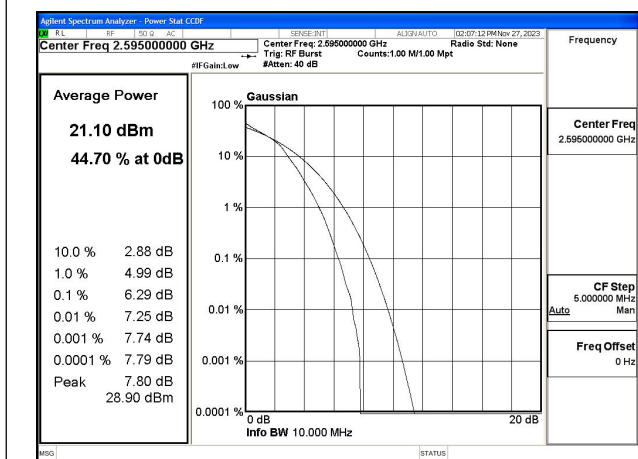 Agilent Spectrum Analyzer - Power Stat CCDF
RL RF 50 Ω AC SENSE:INT ALIGN AUTO 02:07:12 PM Nov 27, 2023
Center Freq 2.595000000 GHz
Center Freq: 2.595000000 GHz Radio Std: None
Trig: RF Burst Counts:1.00 M/1.00 Mpt
#IFGain:Low #Atten: 40 dB
Frequency
Average Power
21.10 dBm
44.70 % at 0dB
10.0 % 2.88 dB
1.0 % 4.99 dB
0.1 % 6.29 dB
0.01 % 7.25 dB
0.001 % 7.74 dB
0.0001 % 7.79 dB
Peak 7.80 dB
28.90 dBm
Gaussian
100 %
10 %
1 %
0.1 %
0.01 %
0.001 %
0.0001 %
0 dB 20 dB
Info BW 10.000 MHz
Center Freq
2.595000000 GHz
CF Step
5.000000 MHz
Auto Man
Freq Offset
0 Hz
MSG STATUS